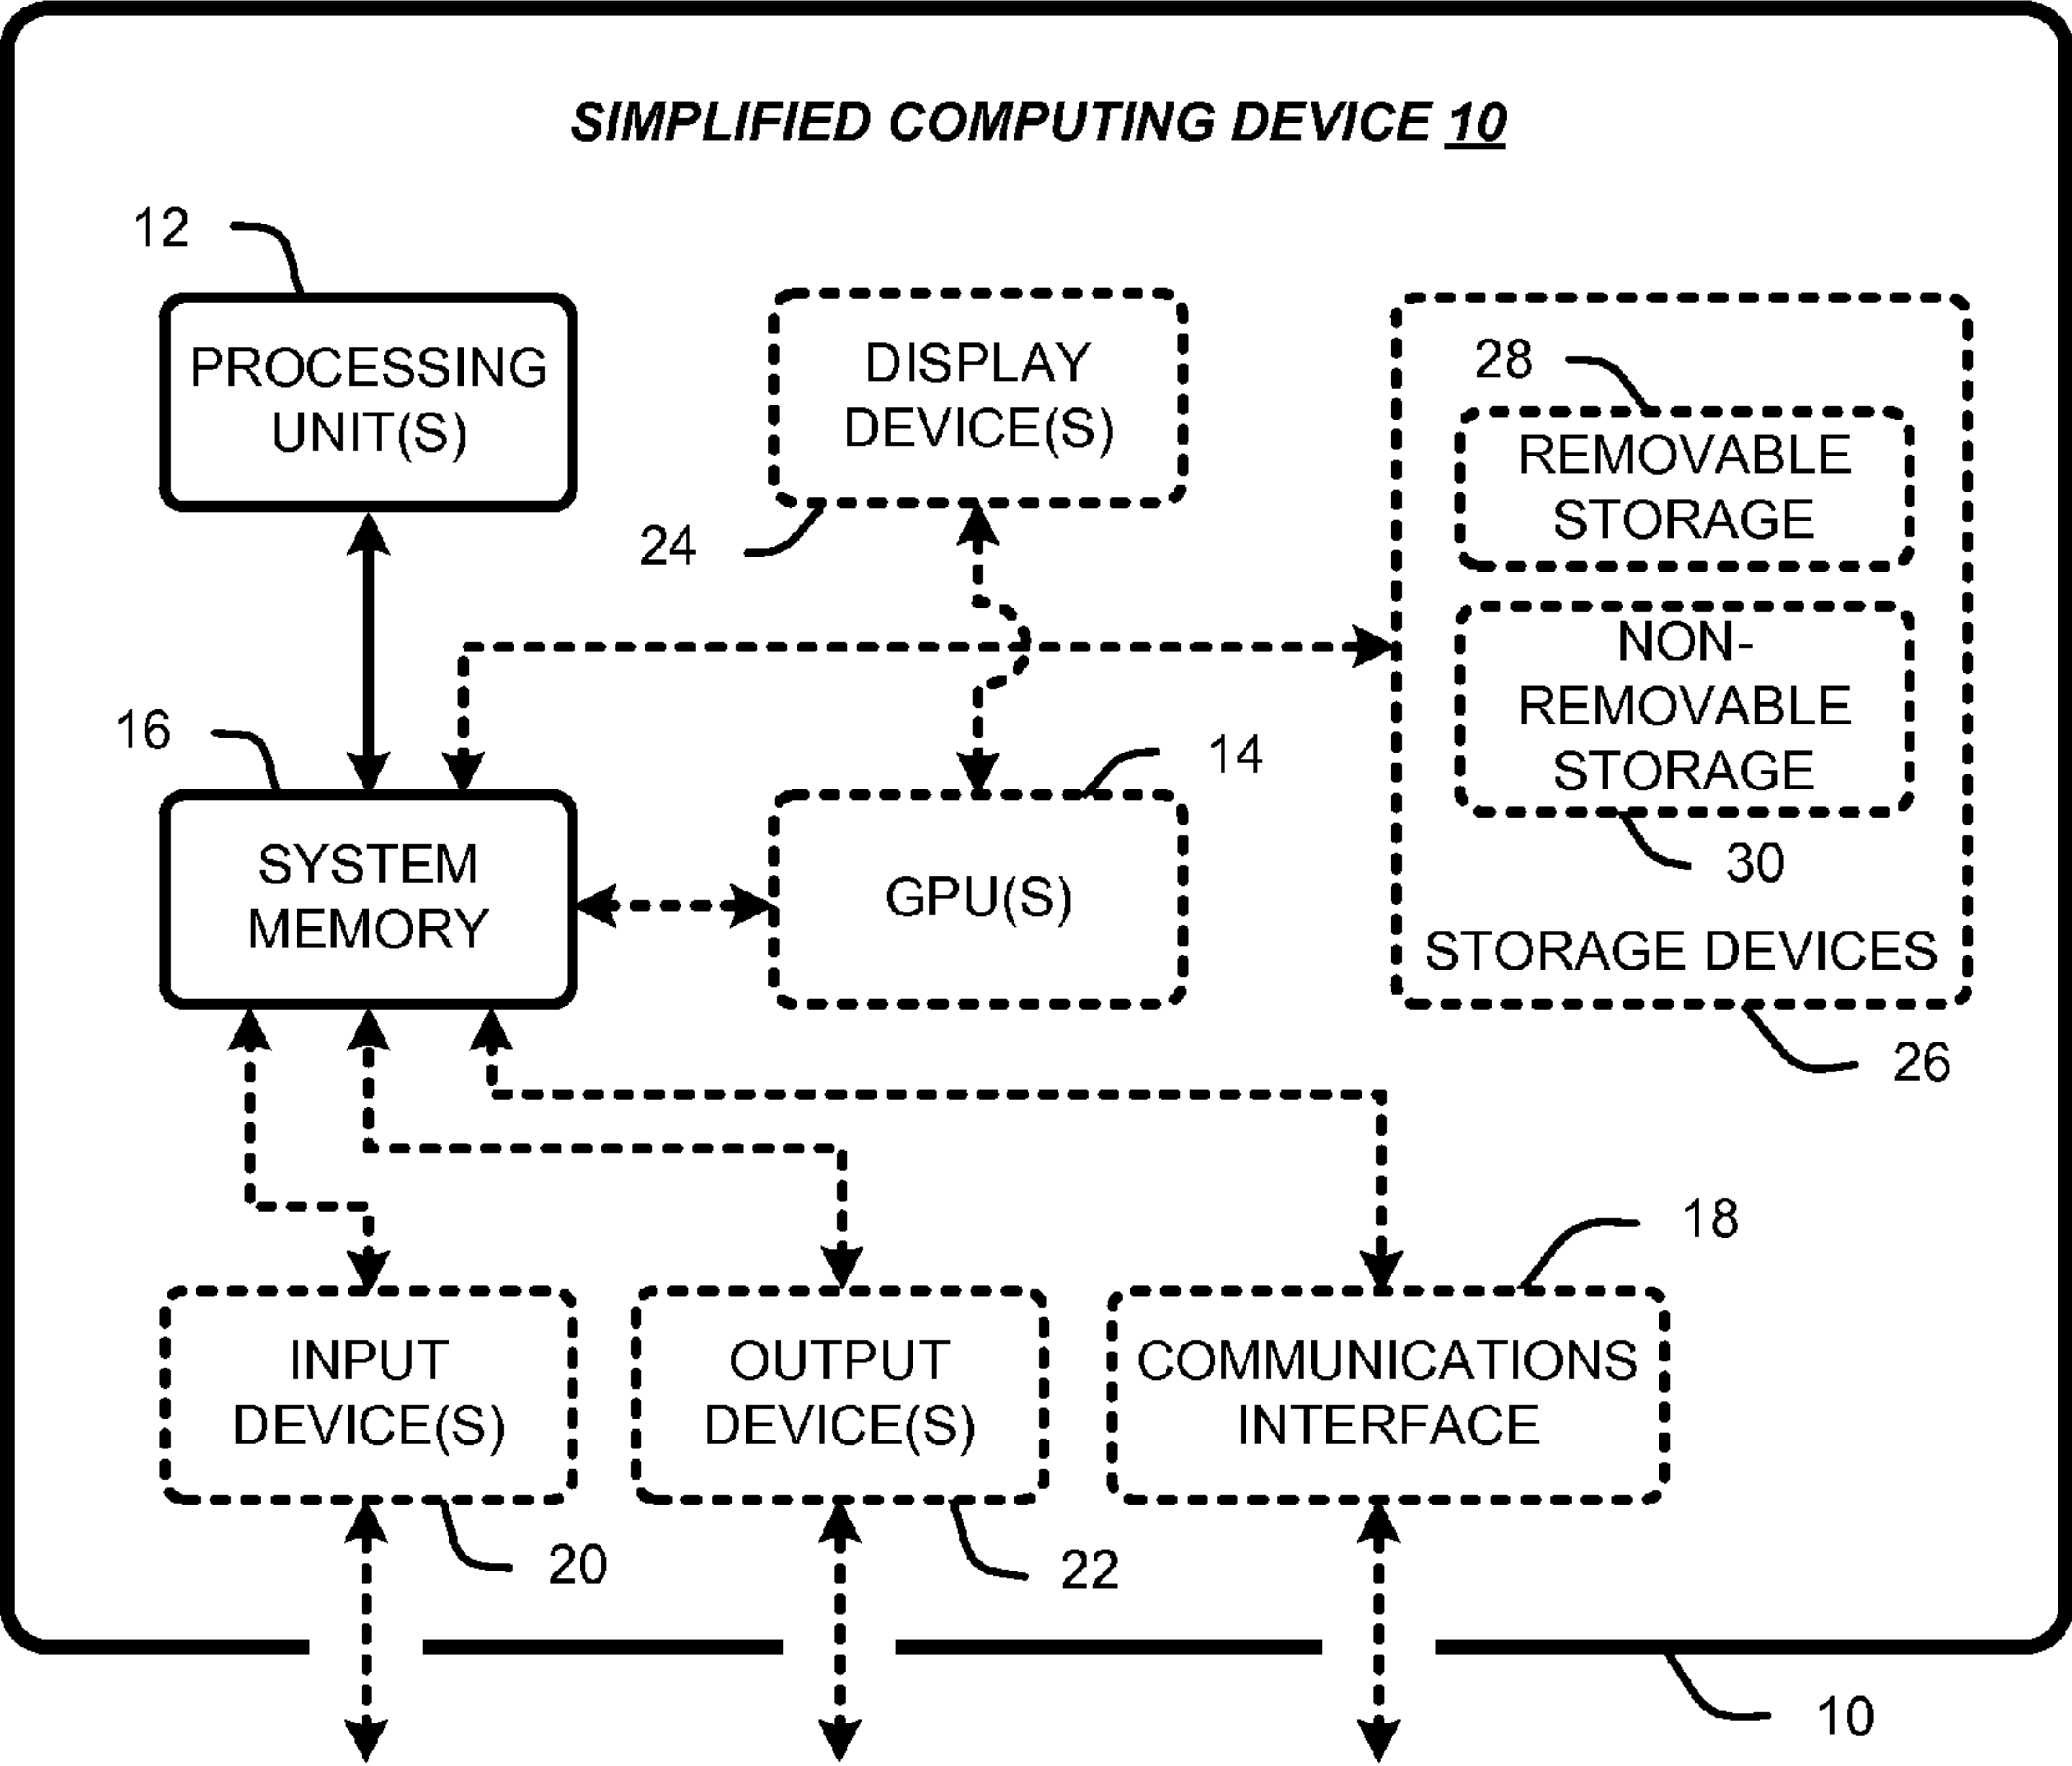 SIMPLIFIED COMPUTING DEVICE 10
12
PROCESSING
UNIT(S)
DISPLAY
DEVICE(S)
24
28
REMOVABLE
STORAGE
NON-
REMOVABLE
STORAGE
30
STORAGE DEVICES
26
16
SYSTEM
MEMORY
14
GPU(S)
18
INPUT
DEVICE(S)
20
OUTPUT
DEVICE(S)
22
COMMUNICATIONS
INTERFACE
10